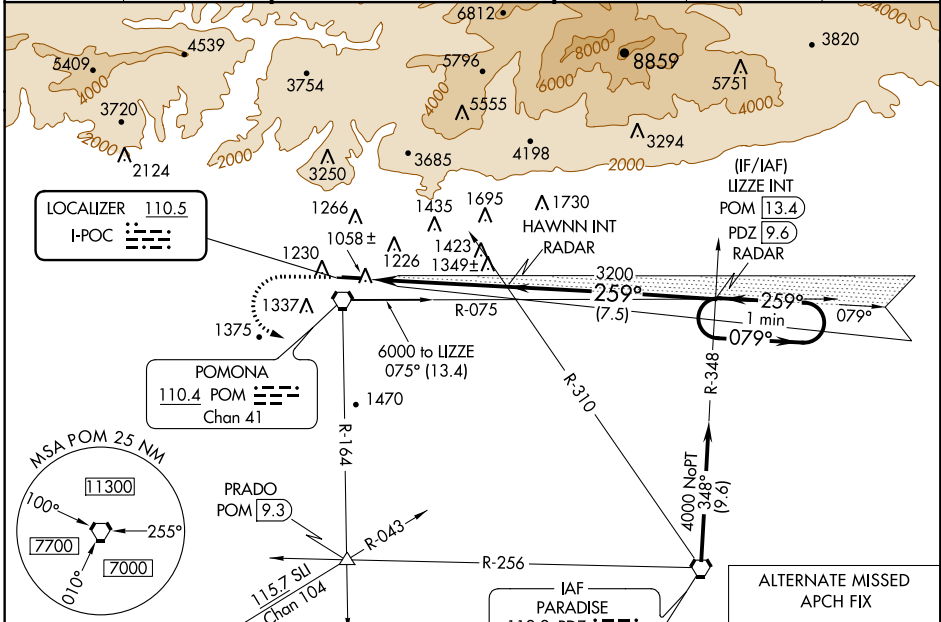 6812
4000
4539
3820
8000
5409
5796
8859
3754
5751
4000
4000
6000
4000
5555
3720
3294
2000
4198
2000
3685
2000
2124
3250
(IF/IAF)
LIZZE INT
POM 13.4
PDZ 9.6
RADAR
LOCALIZER 110.5
I-POC
1266
1435
1695
1730
HAWNN INT
RADAR
1058 ±
1423
1230
1226
1349±
3200
259°
259°
R-075
(7.5)
079°
1337
1 min
079°
1375
6000 to LIZZE
075° (13.4)
R-348
POMONA
110.4 POM
Chan 41
R-310
1470
R-164
MSA POM 25 NM
4000 NoPT
348°
(9.6)
11300
PRADO
POM 9.3
100°
255°
7700
R-043
7000
R-256
010°
115.7 SLI
Chan 104
IAF
PARADISE
ALTERNATE MISSED
APCH FIX